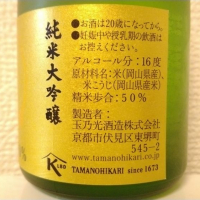 純米大吟醸
●お酒は20歳になってから。
●妊娠中や授乳期の飲酒は
お控えください。
アルコール分：16度
原材料名：米(岡山県産)、
米こうじ(岡山県産米)
精米歩合：50％
製造者：
玉乃光酒造株式会社
京都市伏見区東堺町
545-2
www.tamanohikari.co.jp
TAMANOHIKARI since 1673